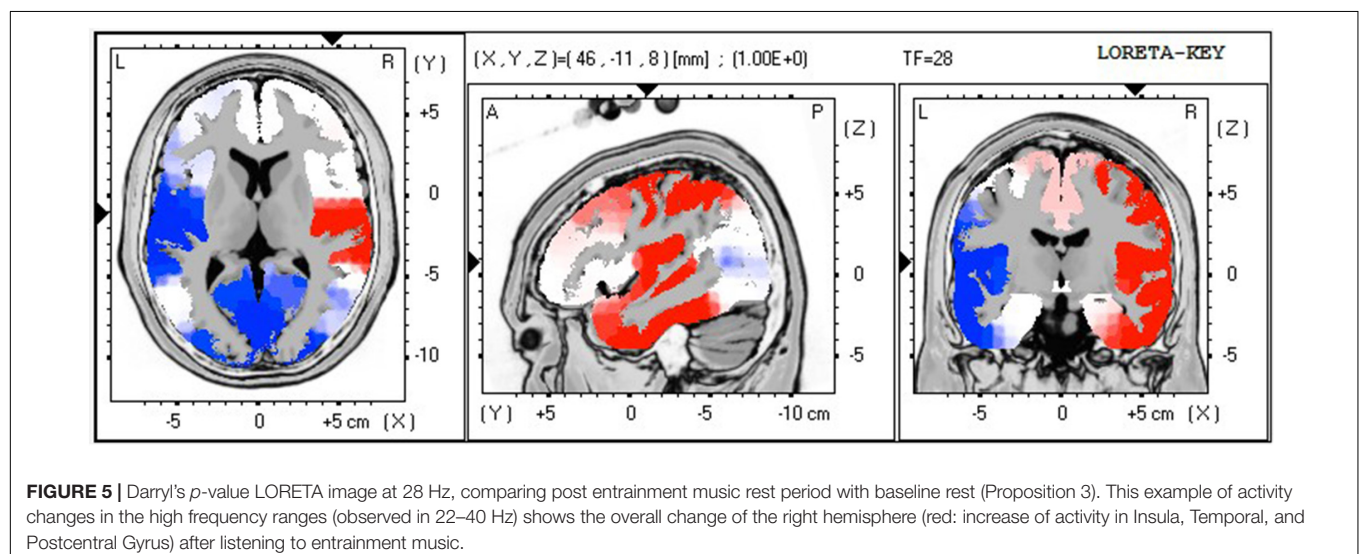 (X,Y,Z)=( 46 ,-11 , 8 ) [mm] ; (1.00E+0) TF=28 LORETA-KEY
L R (Y)
+5
0
-5
-10
-5 0 +5 cm (X)
A P (Z)
+5
0
-5
(Y) +5 0 -5 -10 cm
L R (Z)
+5
0
-5
-5 0 +5 cm (X)
FIGURE 5 | Darryl's p-value LORETA image at 28 Hz, comparing post entrainment music rest period with baseline rest (Proposition 3). This example of activity
changes in the high frequency ranges (observed in 22–40 Hz) shows the overall change of the right hemisphere (red: increase of activity in Insula, Temporal, and
Postcentral Gyrus) after listening to entrainment music.